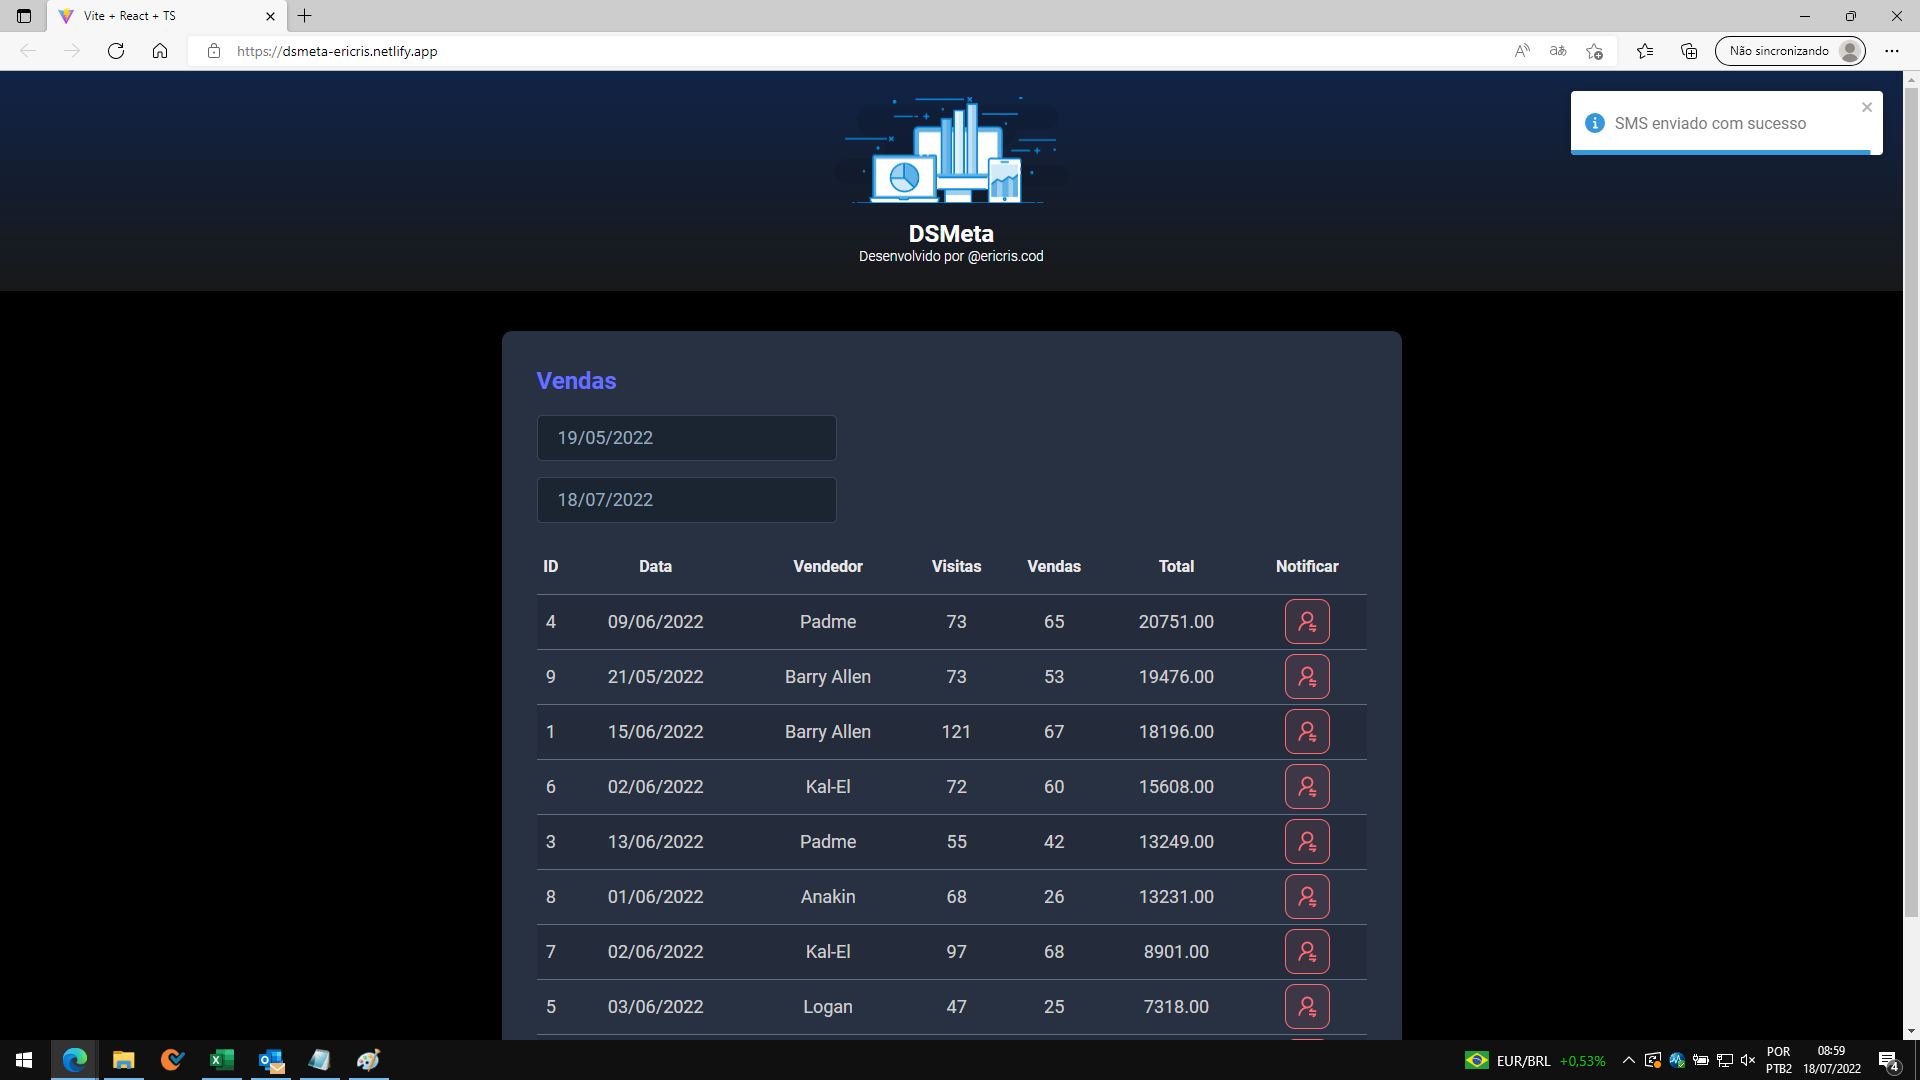 Vite + React + TS
https://dsmeta-ericris.netlify.app
Não sincronizando
SMS enviado com sucesso
DSMeta
Desenvolvido por @ericris.cod
Vendas
19/05/2022
18/07/2022
ID Data Vendedor Visitas Vendas Total Notificar
4 09/06/2022 Padme 73 65 20751.00
9 21/05/2022 Barry Allen 73 53 19476.00
1 15/06/2022 Barry Allen 121 67 18196.00
6 02/06/2022 Kal-El 72 60 15608.00
3 13/06/2022 Padme 55 42 13249.00
8 01/06/2022 Anakin 68 26 13231.00
7 02/06/2022 Kal-El 97 68 8901.00
5 03/06/2022 Logan 47 25 7318.00
EUR/BRL +0,53%
POR 08:59
PTB2 18/07/2022
4